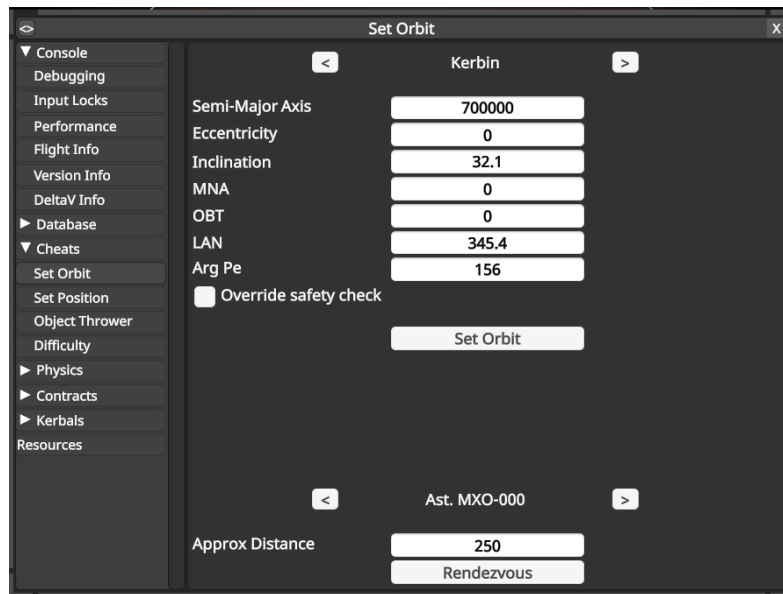 <> Set Orbit X
▼ Console
Debugging
Input Locks
Performance
Flight Info
Version Info
DeltaV Info
▶ Database
▼ Cheats
Set Orbit
Set Position
Object Thrower
Difficulty
▶ Physics
▶ Contracts
▶ Kerbals
Resources
< Kerbin >
Semi-Major Axis 700000
Eccentricity 0
Inclination 32.1
MNA 0
OBT 0
LAN 345.4
Arg Pe 156
Override safety check
Set Orbit
< Ast. MXO-000 >
Approx Distance 250
Rendezvous